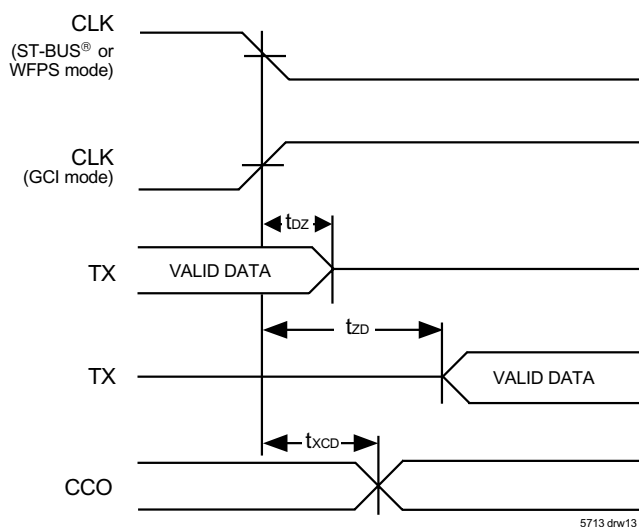 CLK
(ST-BUS® or
WFPS mode)
CLK
(GCI mode)
tDZ
TX
VALID DATA
tZD
TX
VALID DATA
tXCD
CCO
5713 drw13